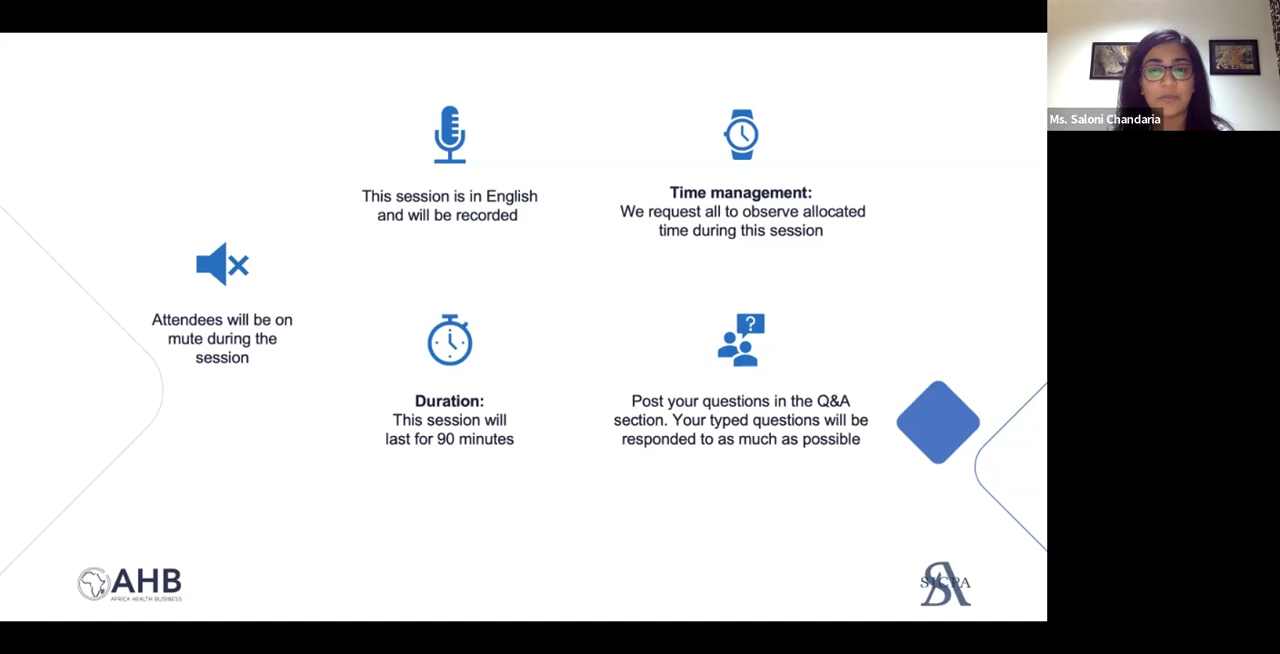 Ms. Saloni Chandaria
This session is in English
and will be recorded
Time management:
We request all to observe allocated
time during this session
Attendees will be on
mute during the
session
Duration:
This session will
last for 90 minutes
?
Post your questions in the Q&A
section. Your typed questions will be
responded to as much as possible
AHB
AFRICA HEALTH BUSINESS
SICPA